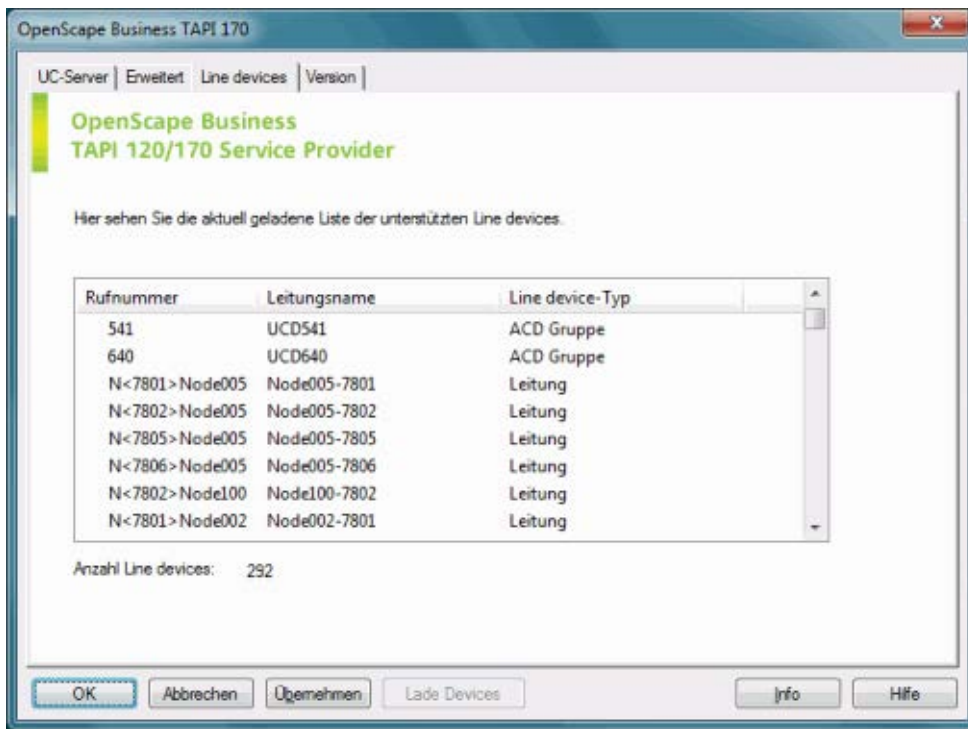 OpenScape Business TAPI 170
UC-Server Erweitert Line devices Version
OpenScape Business
TAPI 120/170 Service Provider
Hier sehen Sie die aktuell geladene Liste der unterstützten Line devices.
Rufnummer Leitungsname Line device-Typ
541 UCD541 ACD Gruppe
640 UCD640 ACD Gruppe
N<7801>Node005 Node005-7801 Leitung
N<7802>Node005 Node005-7802 Leitung
N<7805>Node005 Node005-7805 Leitung
N<7806>Node005 Node005-7806 Leitung
N<7802>Node100 Node100-7802 Leitung
N<7801>Node002 Node002-7801 Leitung
Anzahl Line devices: 292
OK Abbrechen Übernehmen Lade Devices Info Hilfe